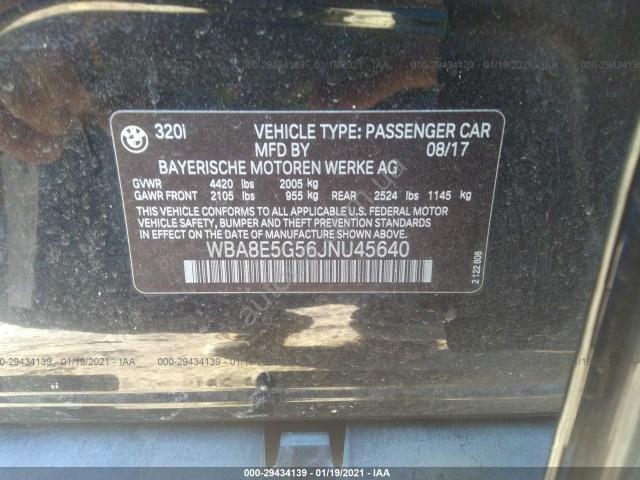 000-29434139 - 01/19/2021 - IAA
BMW 320i VEHICLE TYPE: PASSENGER CAR
MFD BY 08/17
BAYERISCHE MOTOREN WERKE AG
GVWR 4420 lbs 2005 kg
GAWR FRONT 2105 lbs 955 kg REAR 2524 lbs 1145 kg
THIS VEHICLE CONFORMS TO ALL APPLICABLE U.S. FEDERAL MOTOR
VEHICLE SAFETY, BUMPER, AND THEFT PREVENTION STANDARDS
IN EFFECT ON THE DATE OF MANUFACTURE SHOWN ABOVE.
WBA8E5G56JNU45640
2 122 606
000-29434139 - 01/19/2021 - IAA
000-29434139 - 01/19/2021 - IAA
000-29434139 - 01/19/2021 - IAA